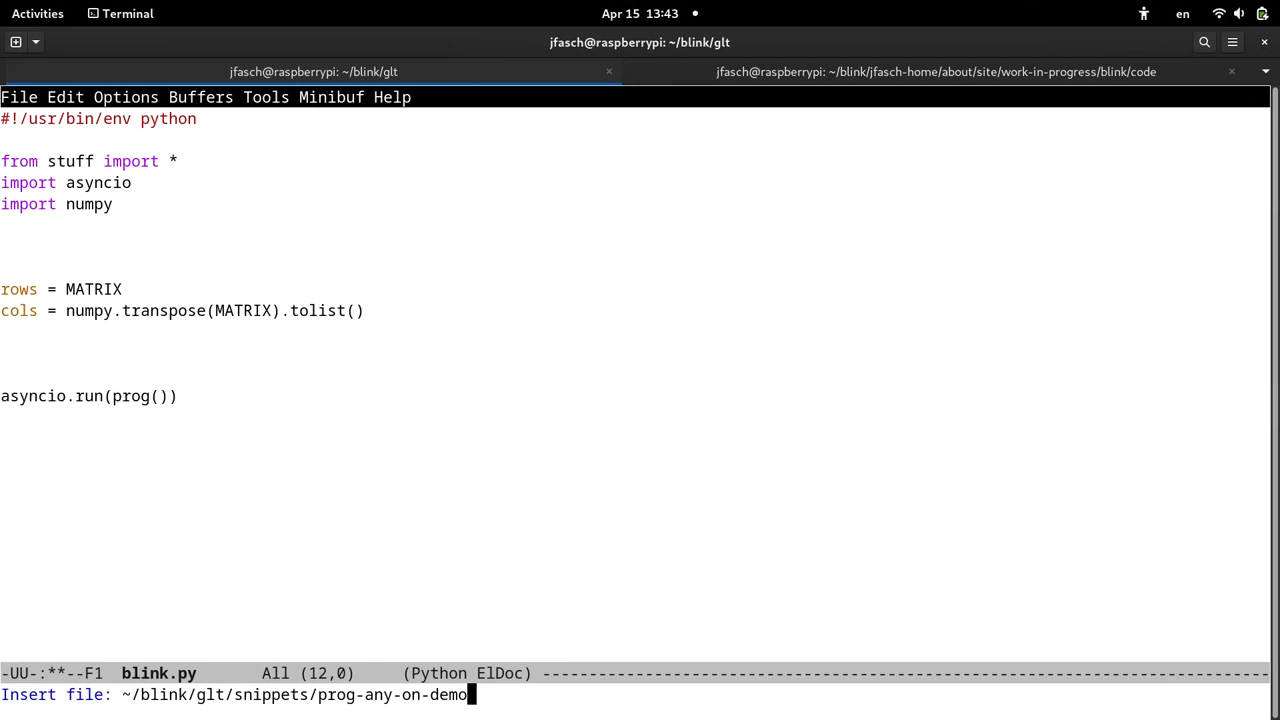 Activities Terminal Apr 15 13:43 en
jfasch@raspberrypi: ~/blink/glt
jfasch@raspberrypi: ~/blink/glt × jfasch@raspberrypi: ~/blink/jfasch-home/about/site/work-in-progress/blink/code ×
File Edit Options Buffers Tools Minibuf Help
#!/usr/bin/env python
from stuff import *
import asyncio
import numpy
rows = MATRIX
cols = numpy.transpose(MATRIX).tolist()
asyncio.run(prog())
-UU-:**--F1 blink.py All (12,0) (Python ElDoc) ------------------------------------------------------------------------------
Insert file: ~/blink/glt/snippets/prog-any-on-demo